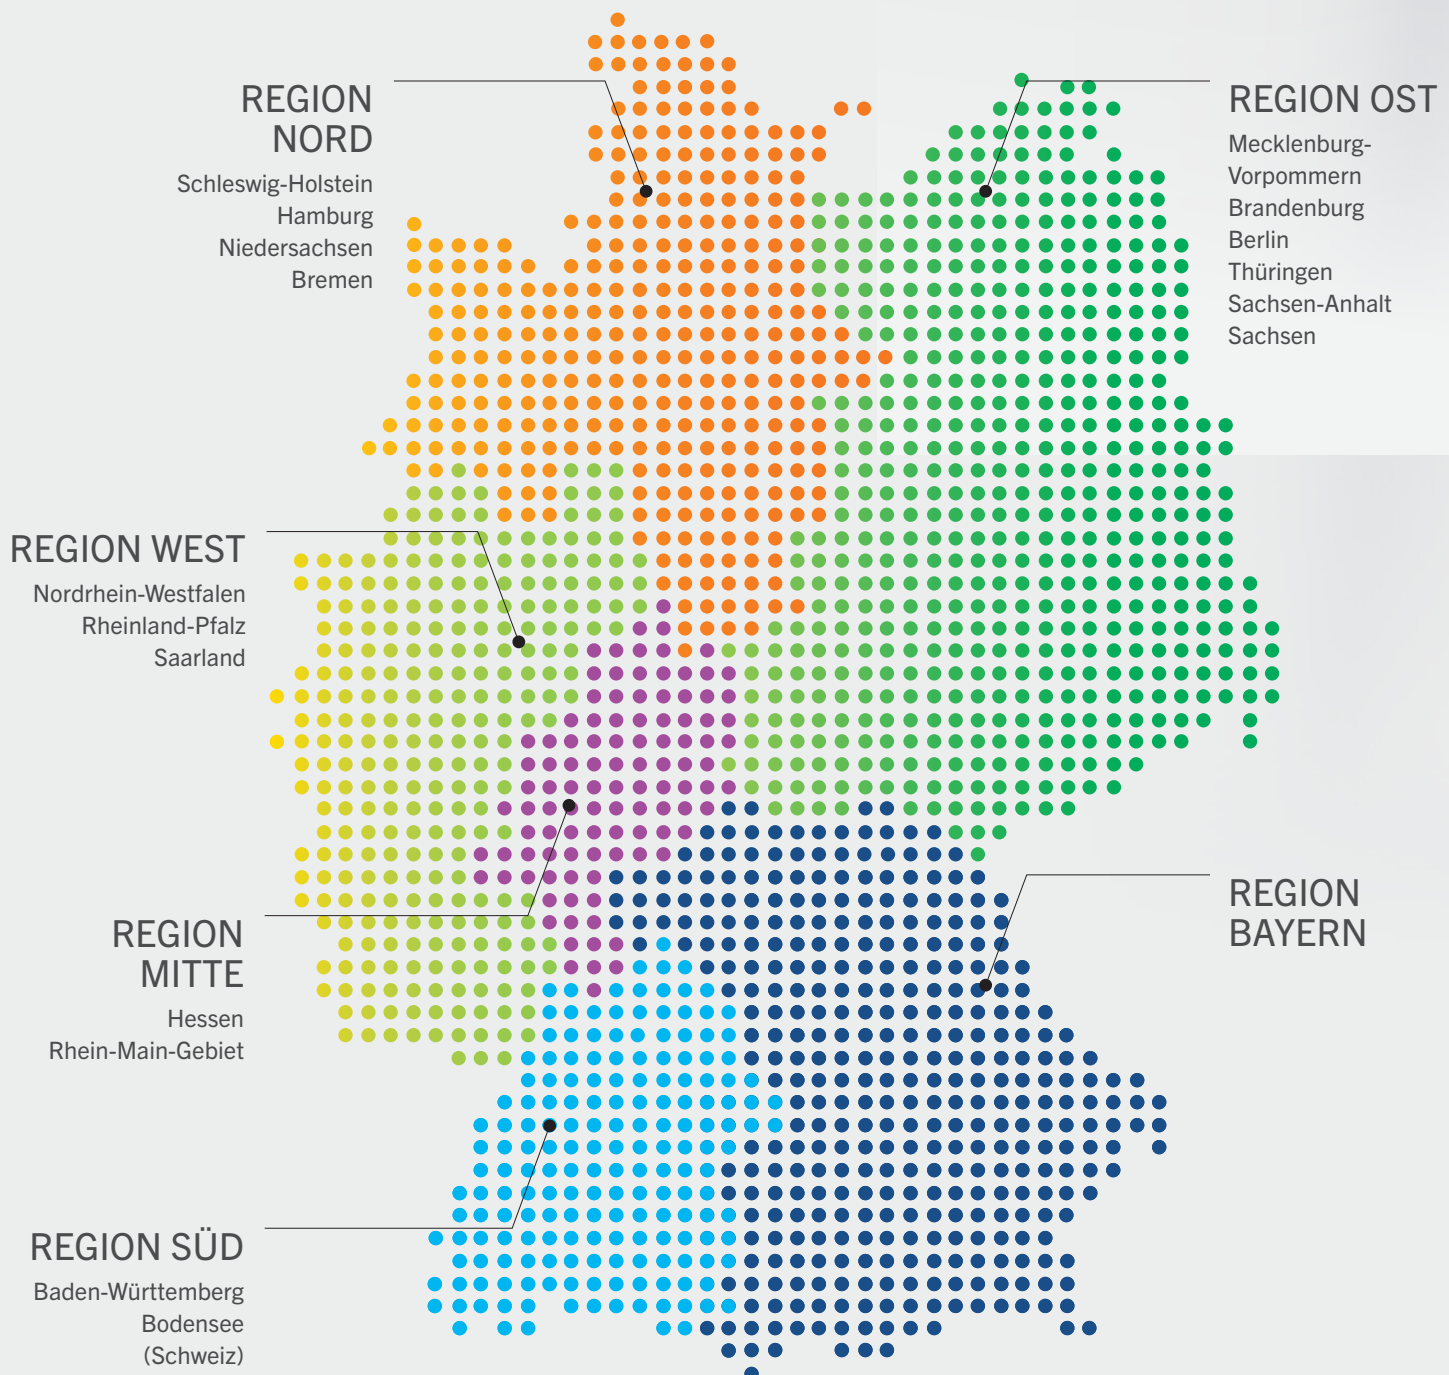 REGION
NORD
Schleswig-Holstein
Hamburg
Niedersachsen
Bremen
REGION OST
Mecklenburg-
Vorpommern
Brandenburg
Berlin
Thüringen
Sachsen-Anhalt
Sachsen
REGION WEST
Nordrhein-Westfalen
Rheinland-Pfalz
Saarland
REGION
MITTE
Hessen
Rhein-Main-Gebiet
REGION
BAYERN
REGION SÜD
Baden-Württemberg
Bodensee
(Schweiz)